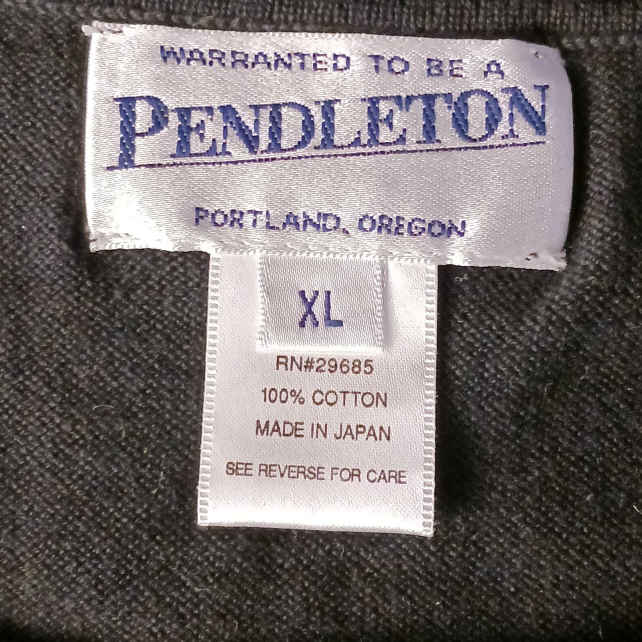 WARRANTED TO BE A
PENDLETON
PORTLAND, OREGON
XL
RN#29685
100% COTTON
MADE IN JAPAN
SEE REVERSE FOR CARE